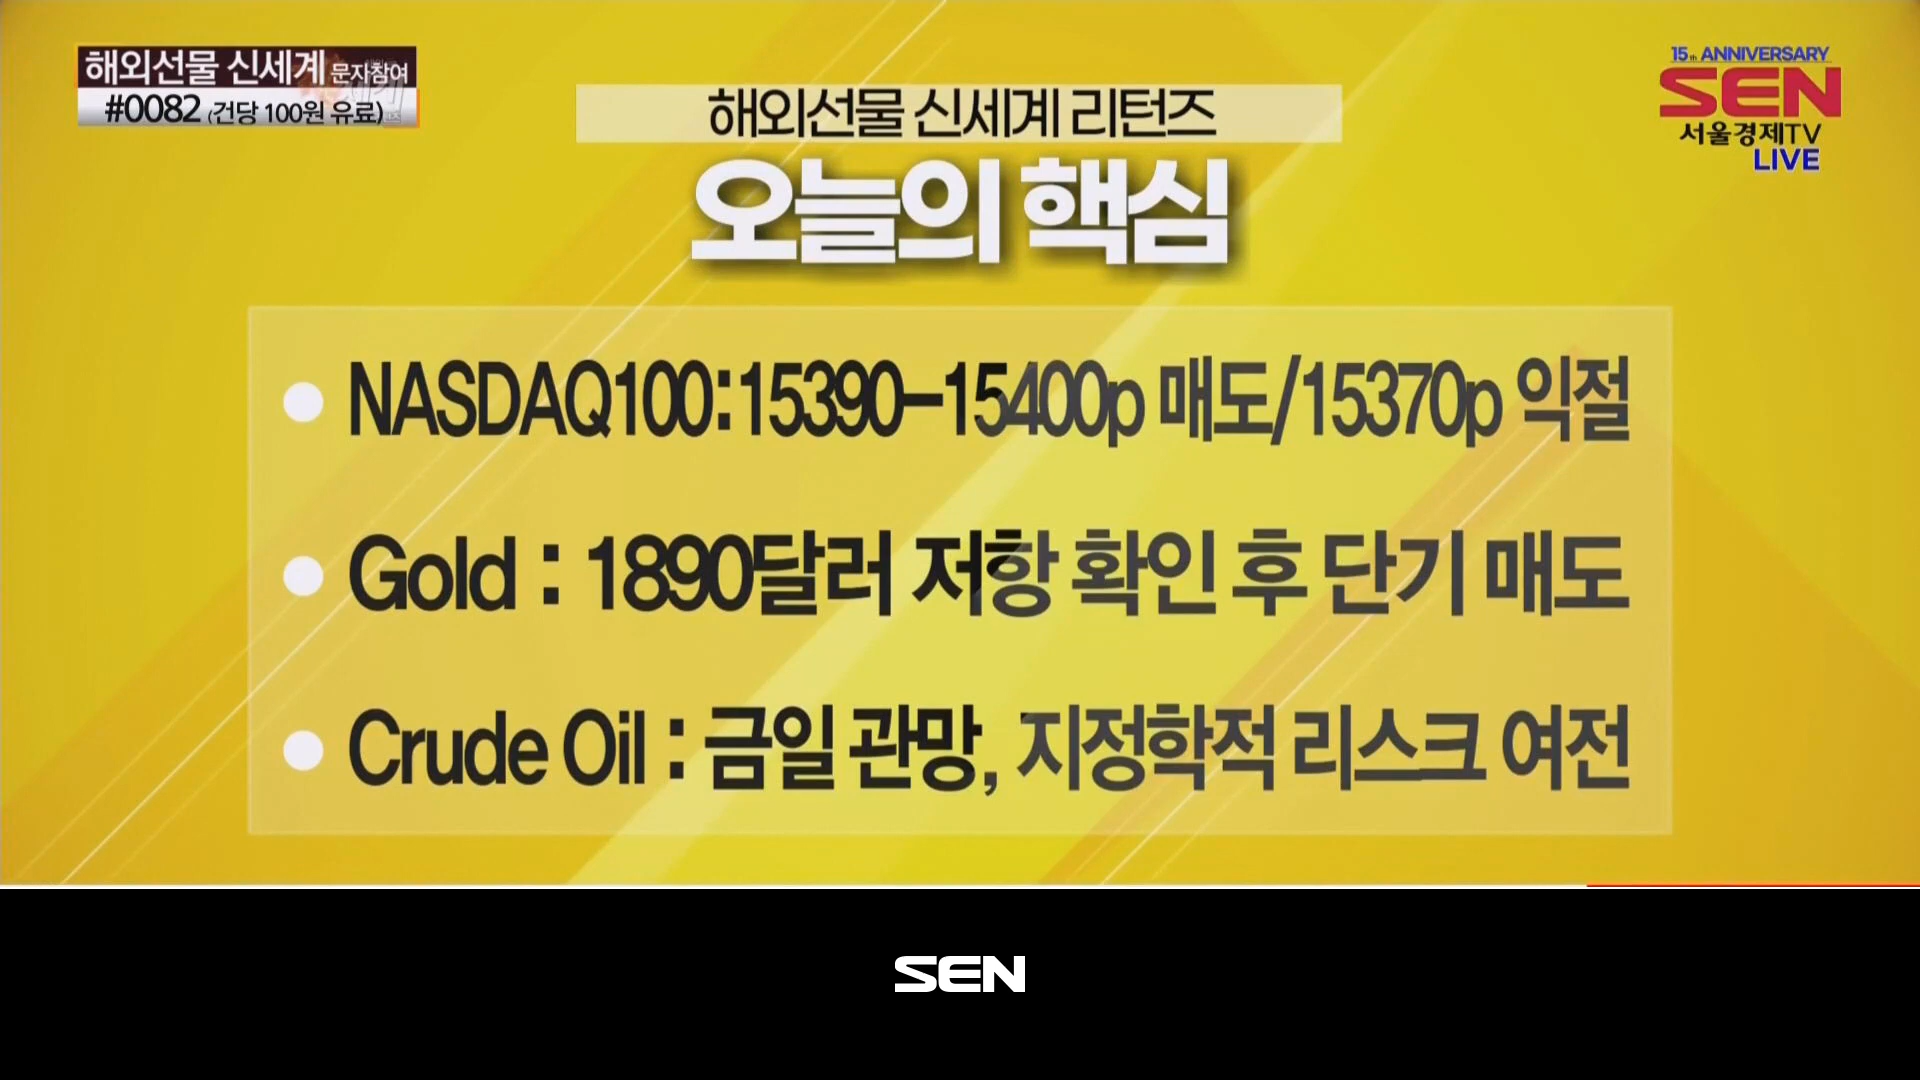 해외선물 신세계 문자참여
#0082 (건당 100원 유료)
15th ANNIVERSARY
SEN
서울경제TV
LIVE
해외선물 신세계 리턴즈
오늘의 핵심
NASDAQ100:15390-15400p 매도/15370p 익절
Gold : 1890달러 저항 확인 후 단기 매도
Crude Oil : 금일 관망, 지정학적 리스크 여전
SEN